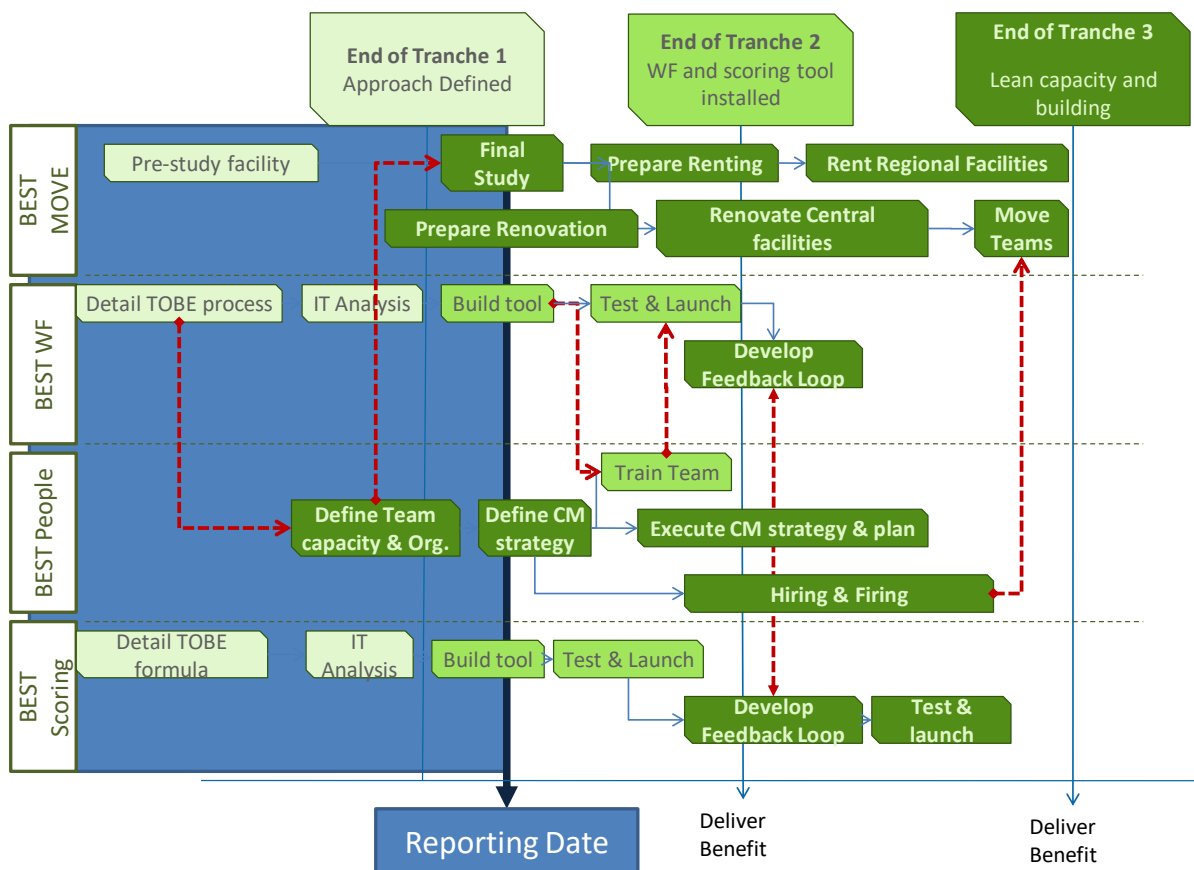 End of Tranche 1
Approach Defined
End of Tranche 2
WF and scoring tool
installed
End of Tranche 3
Lean capacity and
building
BEST
MOVE
Pre-study facility
Final
Study
Prepare Renting
Rent Regional Facilities
Prepare Renovation
Renovate Central
facilities
Move
Teams
BEST WF
Detail TOBE process
IT Analysis
Build tool
Test & Launch
Develop
Feedback Loop
BEST People
Train Team
Define Team
capacity & Org.
Define CM
strategy
Execute CM strategy & plan
Hiring & Firing
BEST
Scoring
Detail TOBE
formula
IT
Analysis
Build tool
Test & Launch
Develop
Feedback Loop
Test &
launch
Reporting Date
Deliver
Benefit
Deliver
Benefit